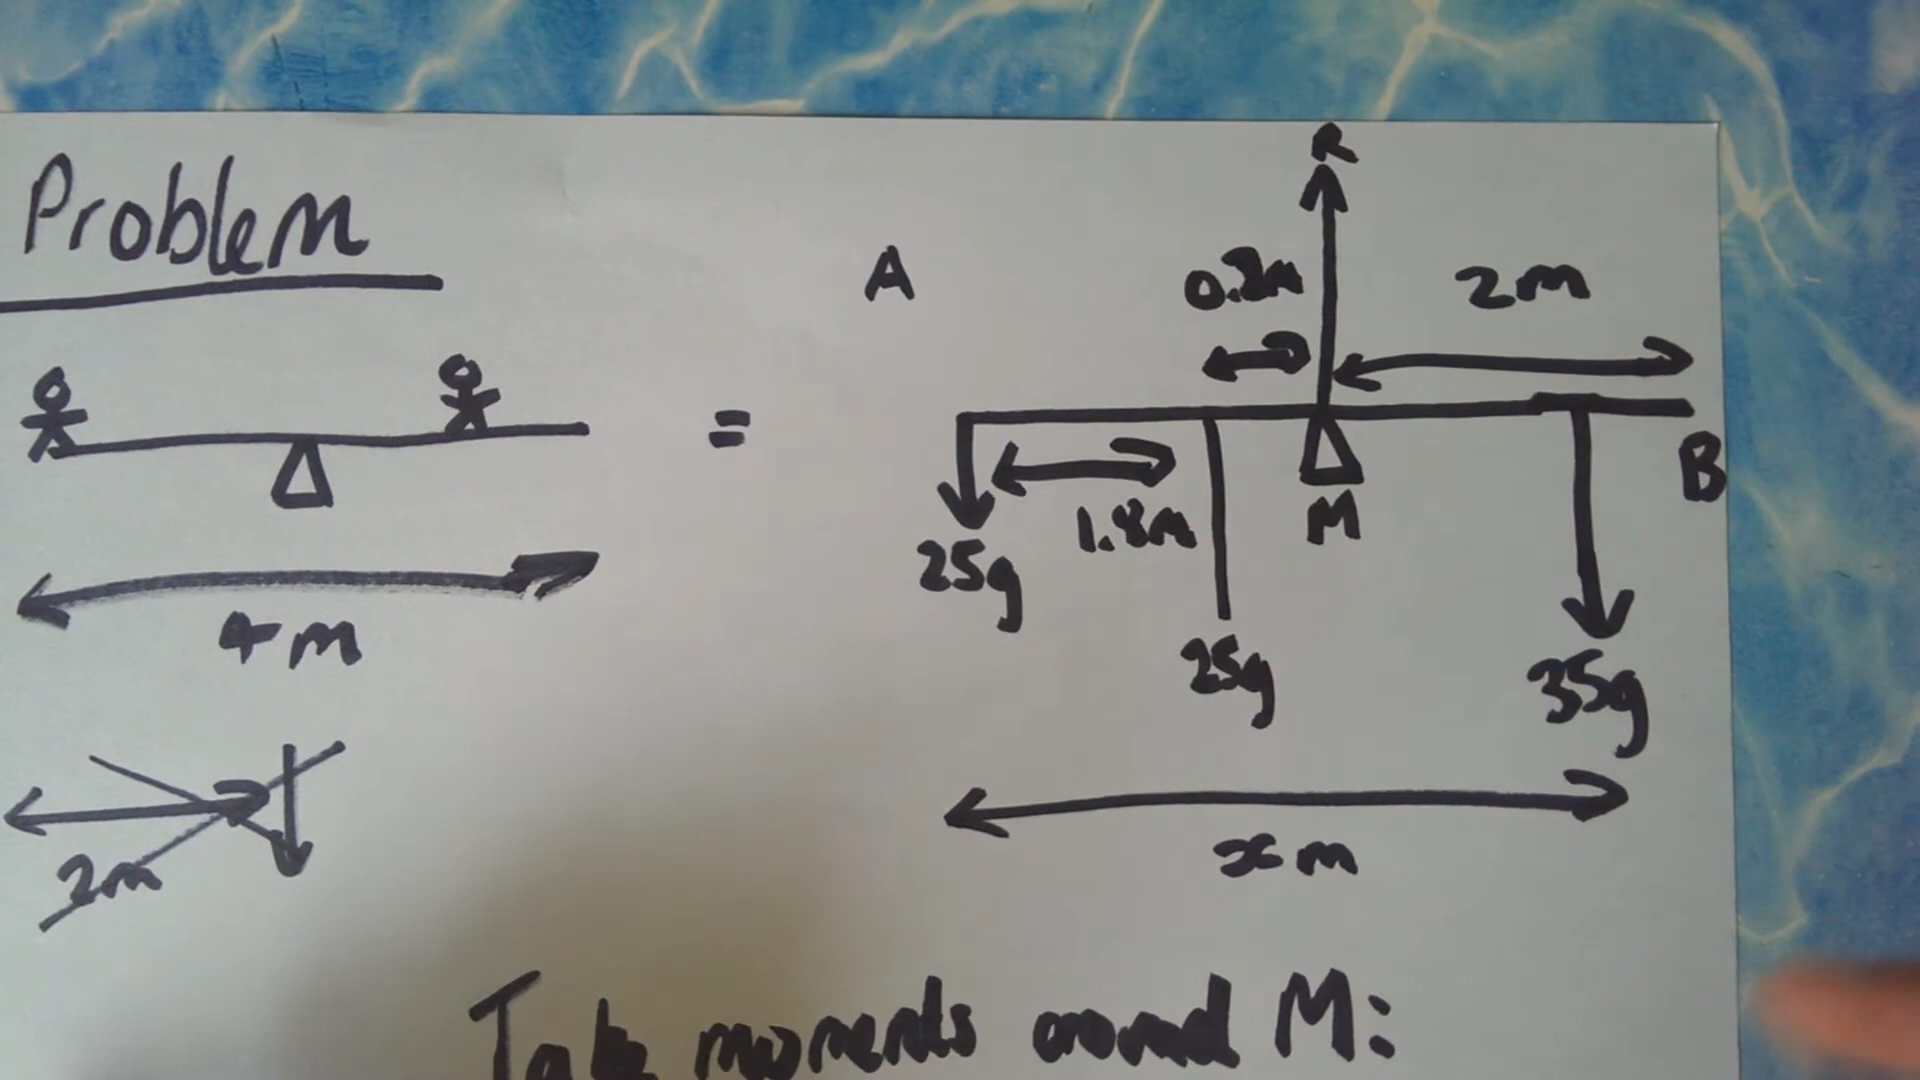 Problem
4m
2m
=
A
R
0.2m
2m
1.8m
M
B
25g
25g
35g
x m
Take moments around M: